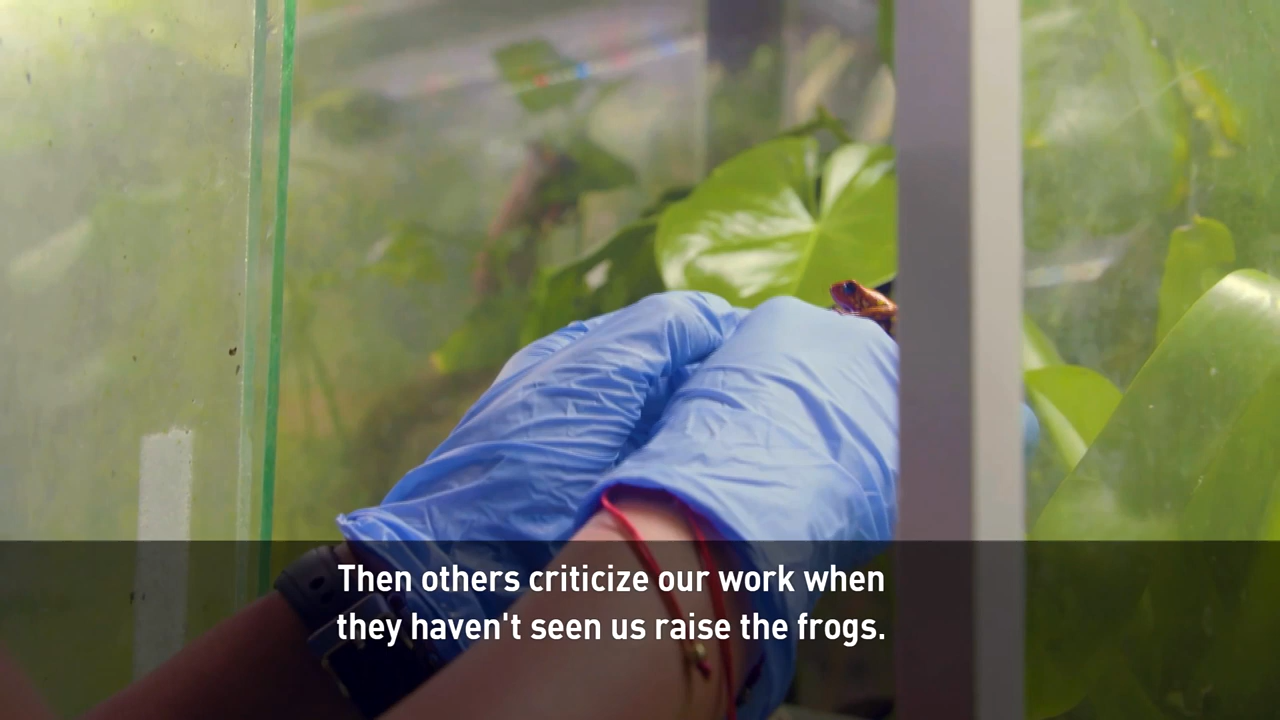 Then others criticize our work when
they haven't seen us raise the frogs.